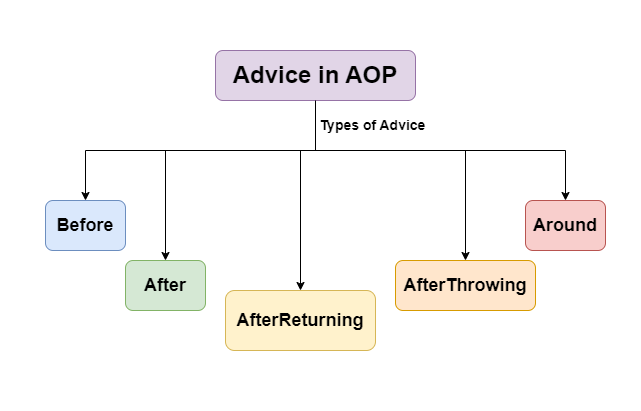 Advice in AOP
Types of Advice
Before
Around
After
AfterThrowing
AfterReturning